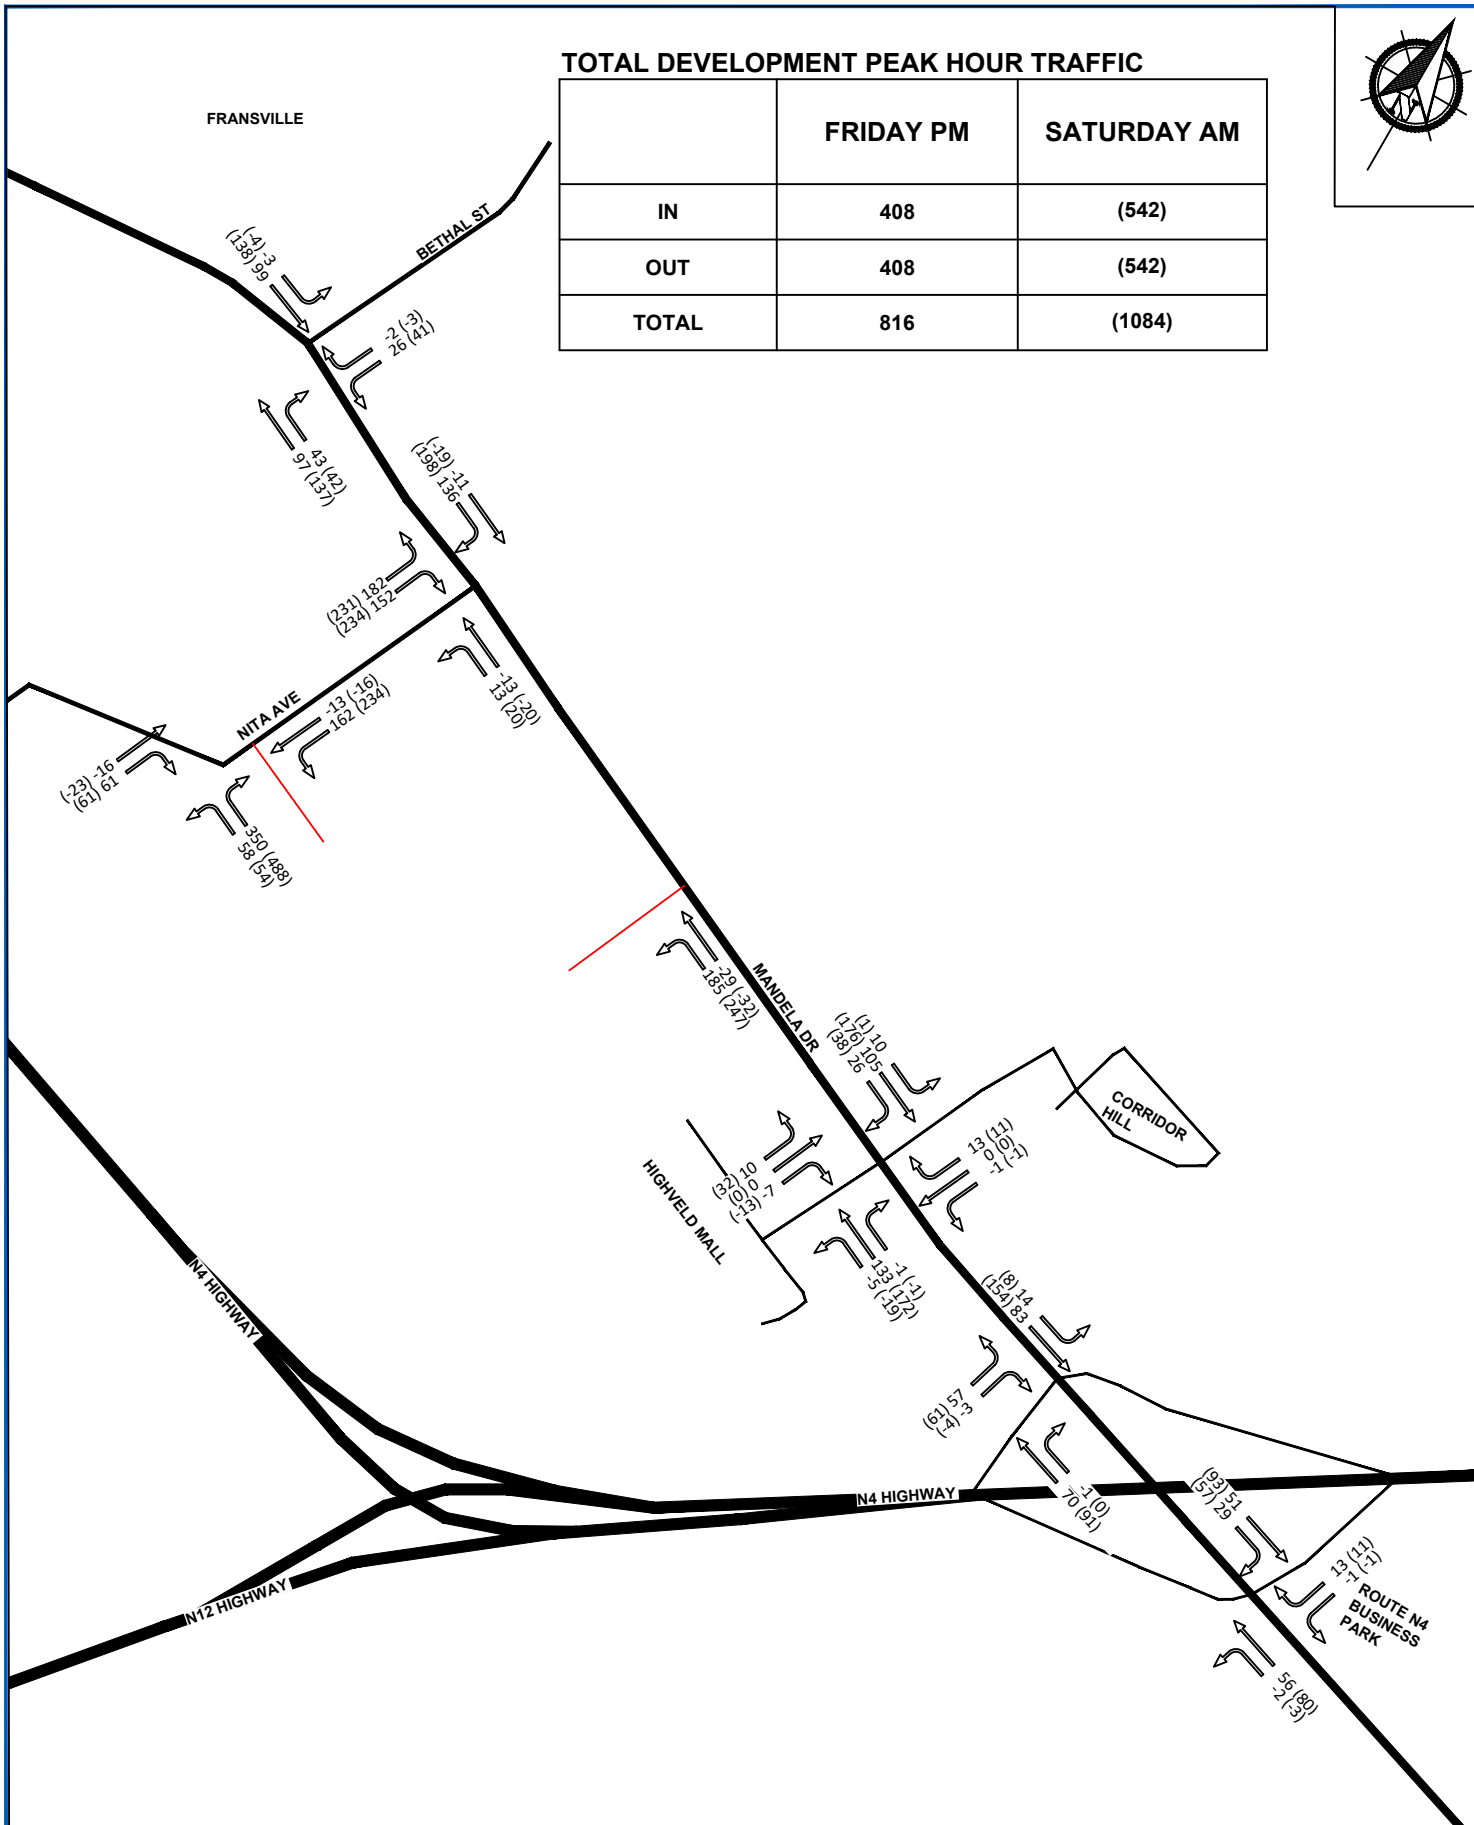 TOTAL DEVELOPMENT PEAK HOUR TRAFFIC
FRIDAY PM SATURDAY AM
IN 408 (542)
OUT 408 (542)
TOTAL 816 (1084)
FRANSVILLE
BETHAL ST
(-4) -3
(138) 99
-2 (-3)
26 (41)
43 (42)
97 (137)
(-19) -11
(198) 136
(231) 182
(234) 152
-13 (-20)
13 (20)
NITA AVE
-13 (-16)
162 (234)
(-23) -16
(61) 61
350 (488)
58 (54)
-29 (-32)
185 (247)
MANDELA DR
(1) 10
(176) 105
(38) 26
CORRIDOR
HILL
13 (11)
0 (0)
-1 (-1)
(32) 10
(0) 0
(-13) -7
HIGHVELD MALL
-1 (-1)
133 (172)
-5 (-19)
(8) 14
(154) 83
N4 HIGHWAY
(61) 57
(-4) -3
-1 (0)
70 (91)
N4 HIGHWAY
(93) 51
(57) 29
13 (11)
-1 (-1)
ROUTE N4
BUSINESS
PARK
N12 HIGHWAY
56 (80)
-2 (-3)